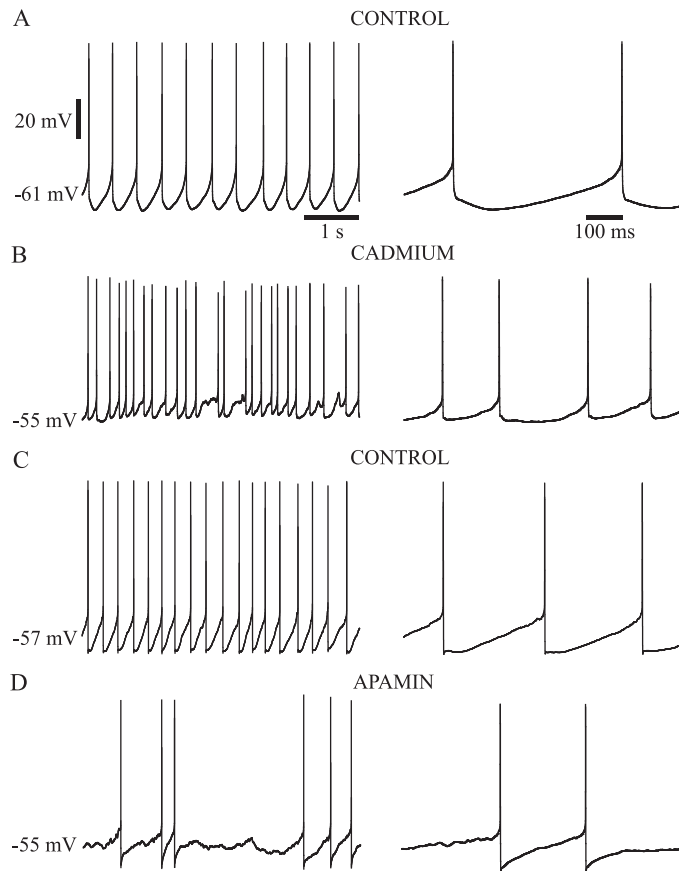 A CONTROL
20 mV
-61 mV
1 s 100 ms
B CADMIUM
-55 mV
C CONTROL
-57 mV
D APAMIN
-55 mV